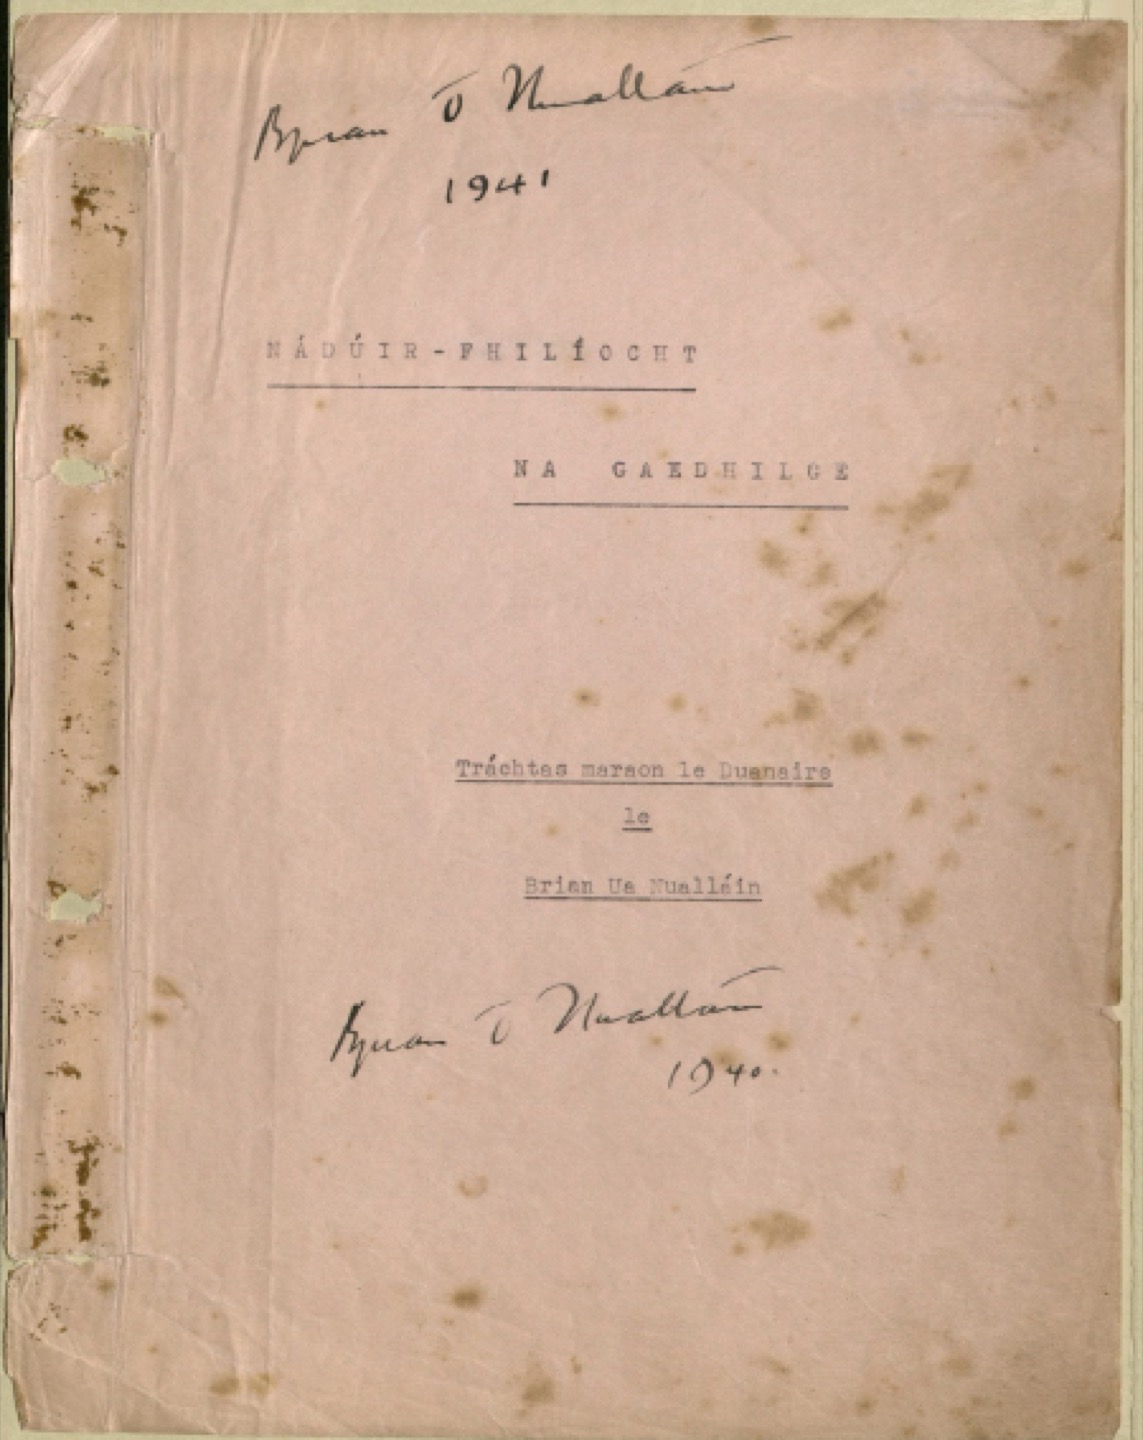 Brian Ó Nualláin
1941
NÁDÚIR-FHILÍOCHT
NA GAEDHILGE
Tráchtas maraon le Duanaire
le
Brian Ua Nualláin
Brian Ó Nualláin
1940.